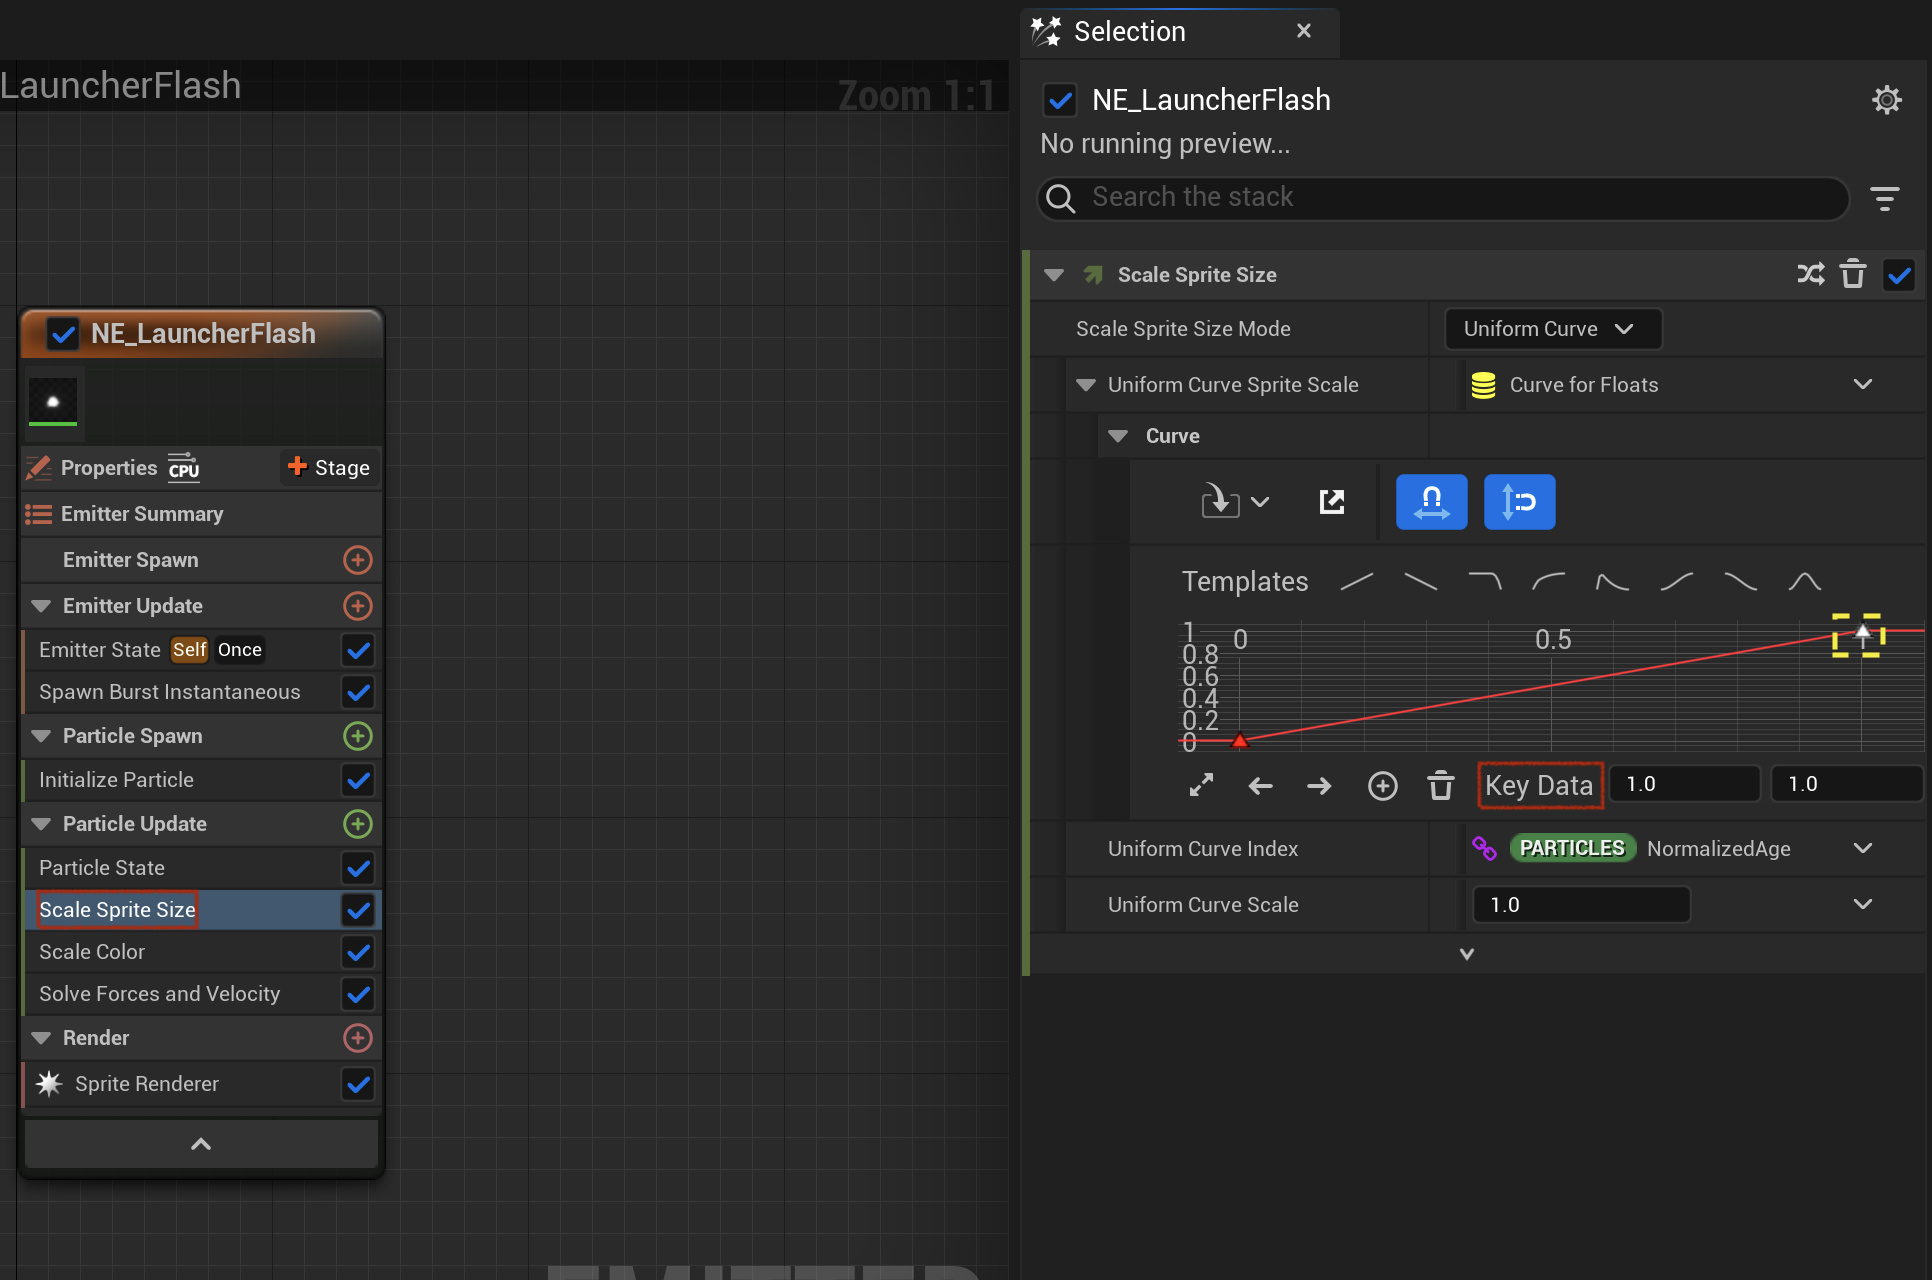 LauncherFlash
Zoom 1:1
NE_LauncherFlash
Properties CPU Stage
Emitter Summary
Emitter Spawn
Emitter Update
Emitter State Self Once
Spawn Burst Instantaneous
Particle Spawn
Initialize Particle
Particle Update
Particle State
Scale Sprite Size
Scale Color
Solve Forces and Velocity
Render
Sprite Renderer
EMITTER
Selection
NE_LauncherFlash
No running preview...
Search the stack
Scale Sprite Size
Scale Sprite Size Mode Uniform Curve
Uniform Curve Sprite Scale Curve for Floats
Curve
Templates
1 0 0.5
0.8
0.6
0.4
0.2
0
Key Data 1.0 1.0
Uniform Curve Index PARTICLES NormalizedAge
Uniform Curve Scale 1.0